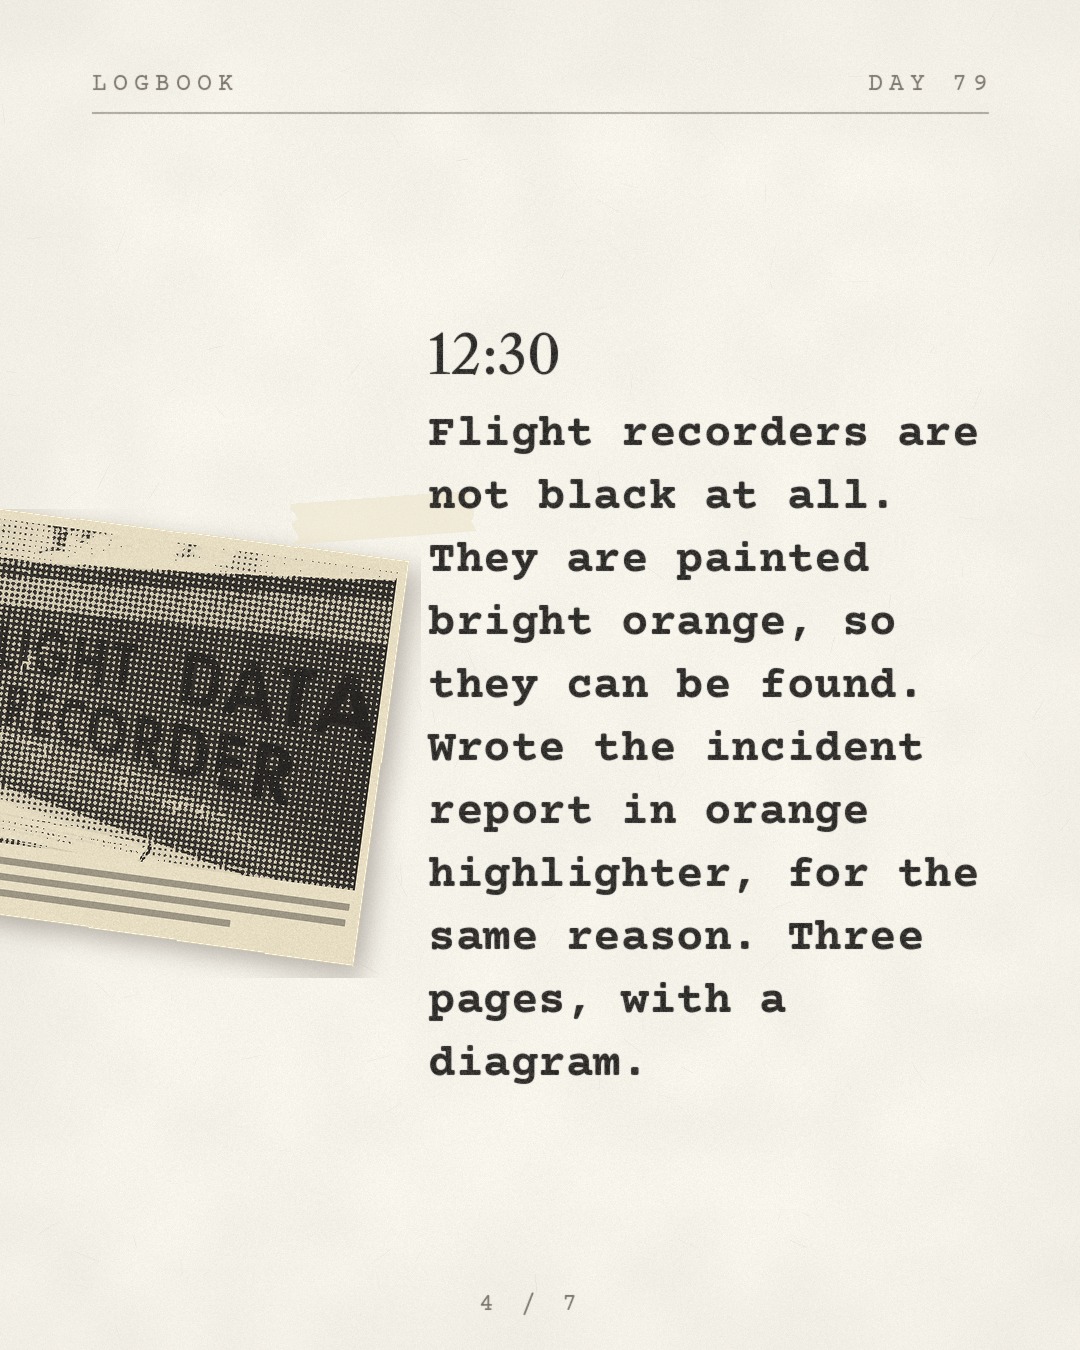 LOGBOOK
DAY 79
12:30
Flight recorders are
not black at all.
They are painted
bright orange, so
they can be found.
Wrote the incident
report in orange
highlighter, for the
same reason. Three
pages, with a
diagram.
IGHT DATA
RECORDER
4 / 7